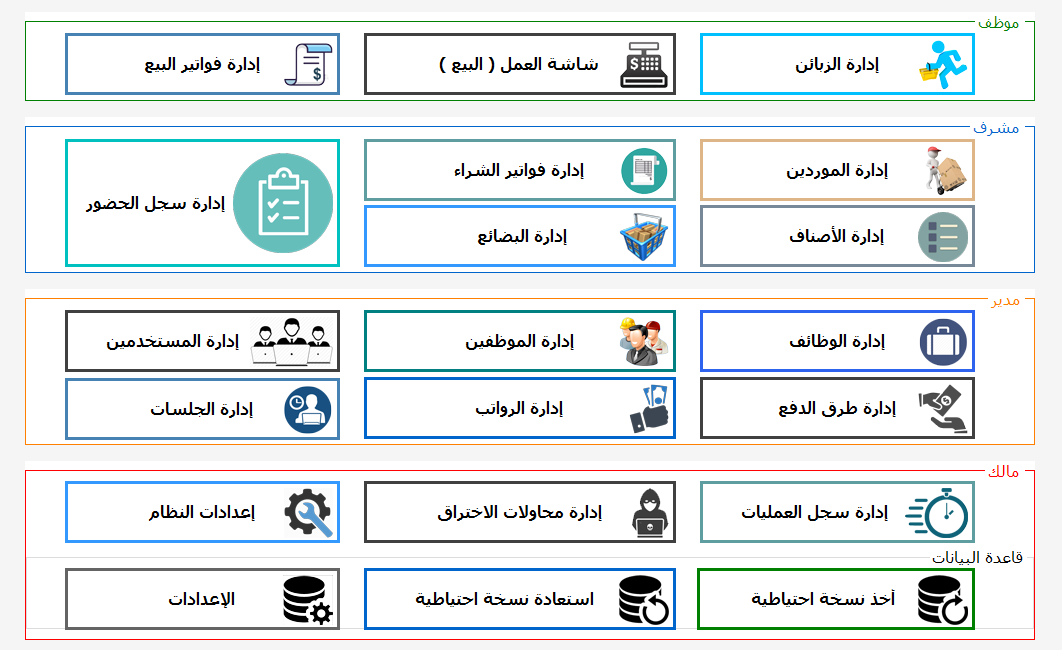 موظف
إدارة الزبائن
شاشة العمل ( البيع )
إدارة فواتير البيع
مشرف
إدارة الموردين
إدارة فواتير الشراء
إدارة سجل الحضور
إدارة الأصناف
إدارة البضائع
مدير
إدارة الوظائف
إدارة الموظفين
إدارة المستخدمين
إدارة طرق الدفع
إدارة الرواتب
إدارة الجلسات
مالك
إدارة سجل العمليات
إدارة محاولات الاختراق
إعدادات النظام
قاعدة البيانات
أخذ نسخة احتياطية
استعادة نسخة احتياطية
الإعدادات